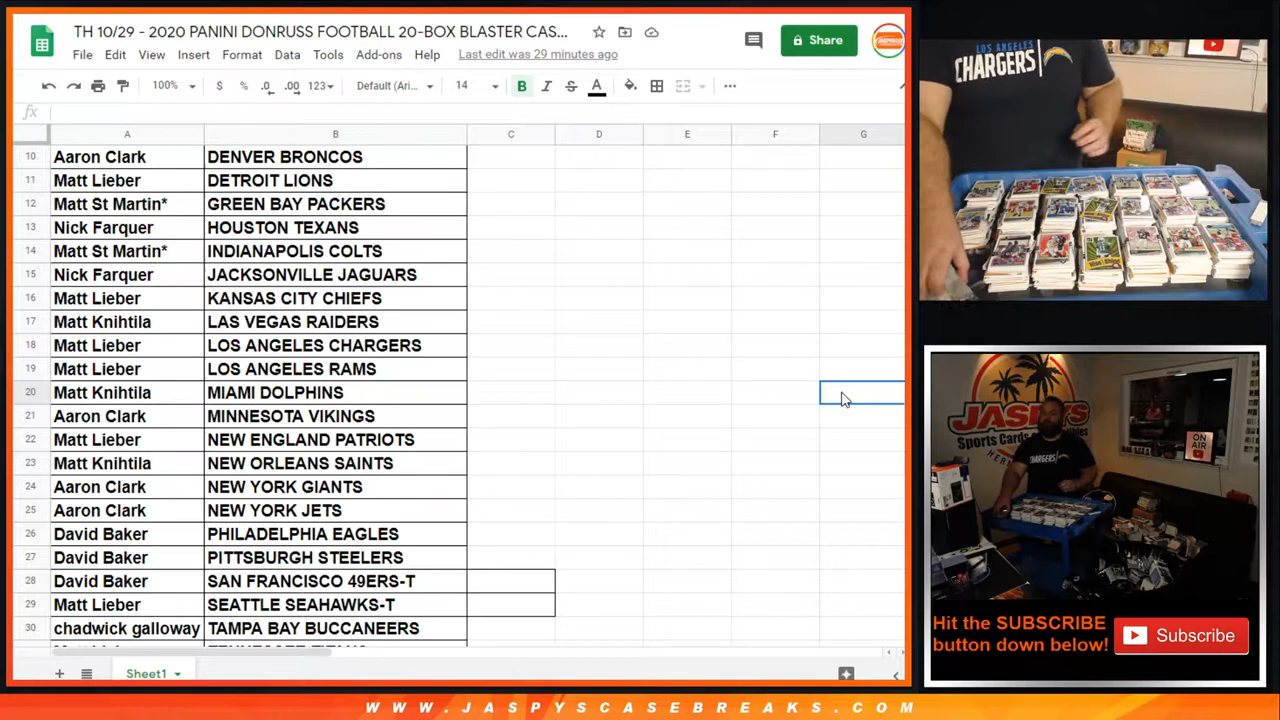 TH 10/29 - 2020 PANINI DONRUSS FOOTBALL 20-BOX BLASTER CAS...
File Edit View Insert Format Data Tools Add-ons Help Last edit was 29 minutes ago
Share
100% $ % .0 .00 123 Default (Ari... 14 B I S A
fx
A B C D E F G
10 Aaron Clark DENVER BRONCOS
11 Matt Lieber DETROIT LIONS
12 Matt St Martin* GREEN BAY PACKERS
13 Nick Farquer HOUSTON TEXANS
14 Matt St Martin* INDIANAPOLIS COLTS
15 Nick Farquer JACKSONVILLE JAGUARS
16 Matt Lieber KANSAS CITY CHIEFS
17 Matt Knihtila LAS VEGAS RAIDERS
18 Matt Lieber LOS ANGELES CHARGERS
19 Matt Lieber LOS ANGELES RAMS
20 Matt Knihtila MIAMI DOLPHINS
21 Aaron Clark MINNESOTA VIKINGS
22 Matt Lieber NEW ENGLAND PATRIOTS
23 Matt Knihtila NEW ORLEANS SAINTS
24 Aaron Clark NEW YORK GIANTS
25 Aaron Clark NEW YORK JETS
26 David Baker PHILADELPHIA EAGLES
27 David Baker PITTSBURGH STEELERS
28 David Baker SAN FRANCISCO 49ERS-T
29 Matt Lieber SEATTLE SEAHAWKS-T
30 chadwick galloway TAMPA BAY BUCCANEERS
Sheet1
LOS ANGELES
CHARGERS
JASPYS
Sports Cards
HER
ON
AIR
CHARGERS
Hit the SUBSCRIBE
button down below!
Subscribe
WWW.JASPYSCASEBREAKS.COM